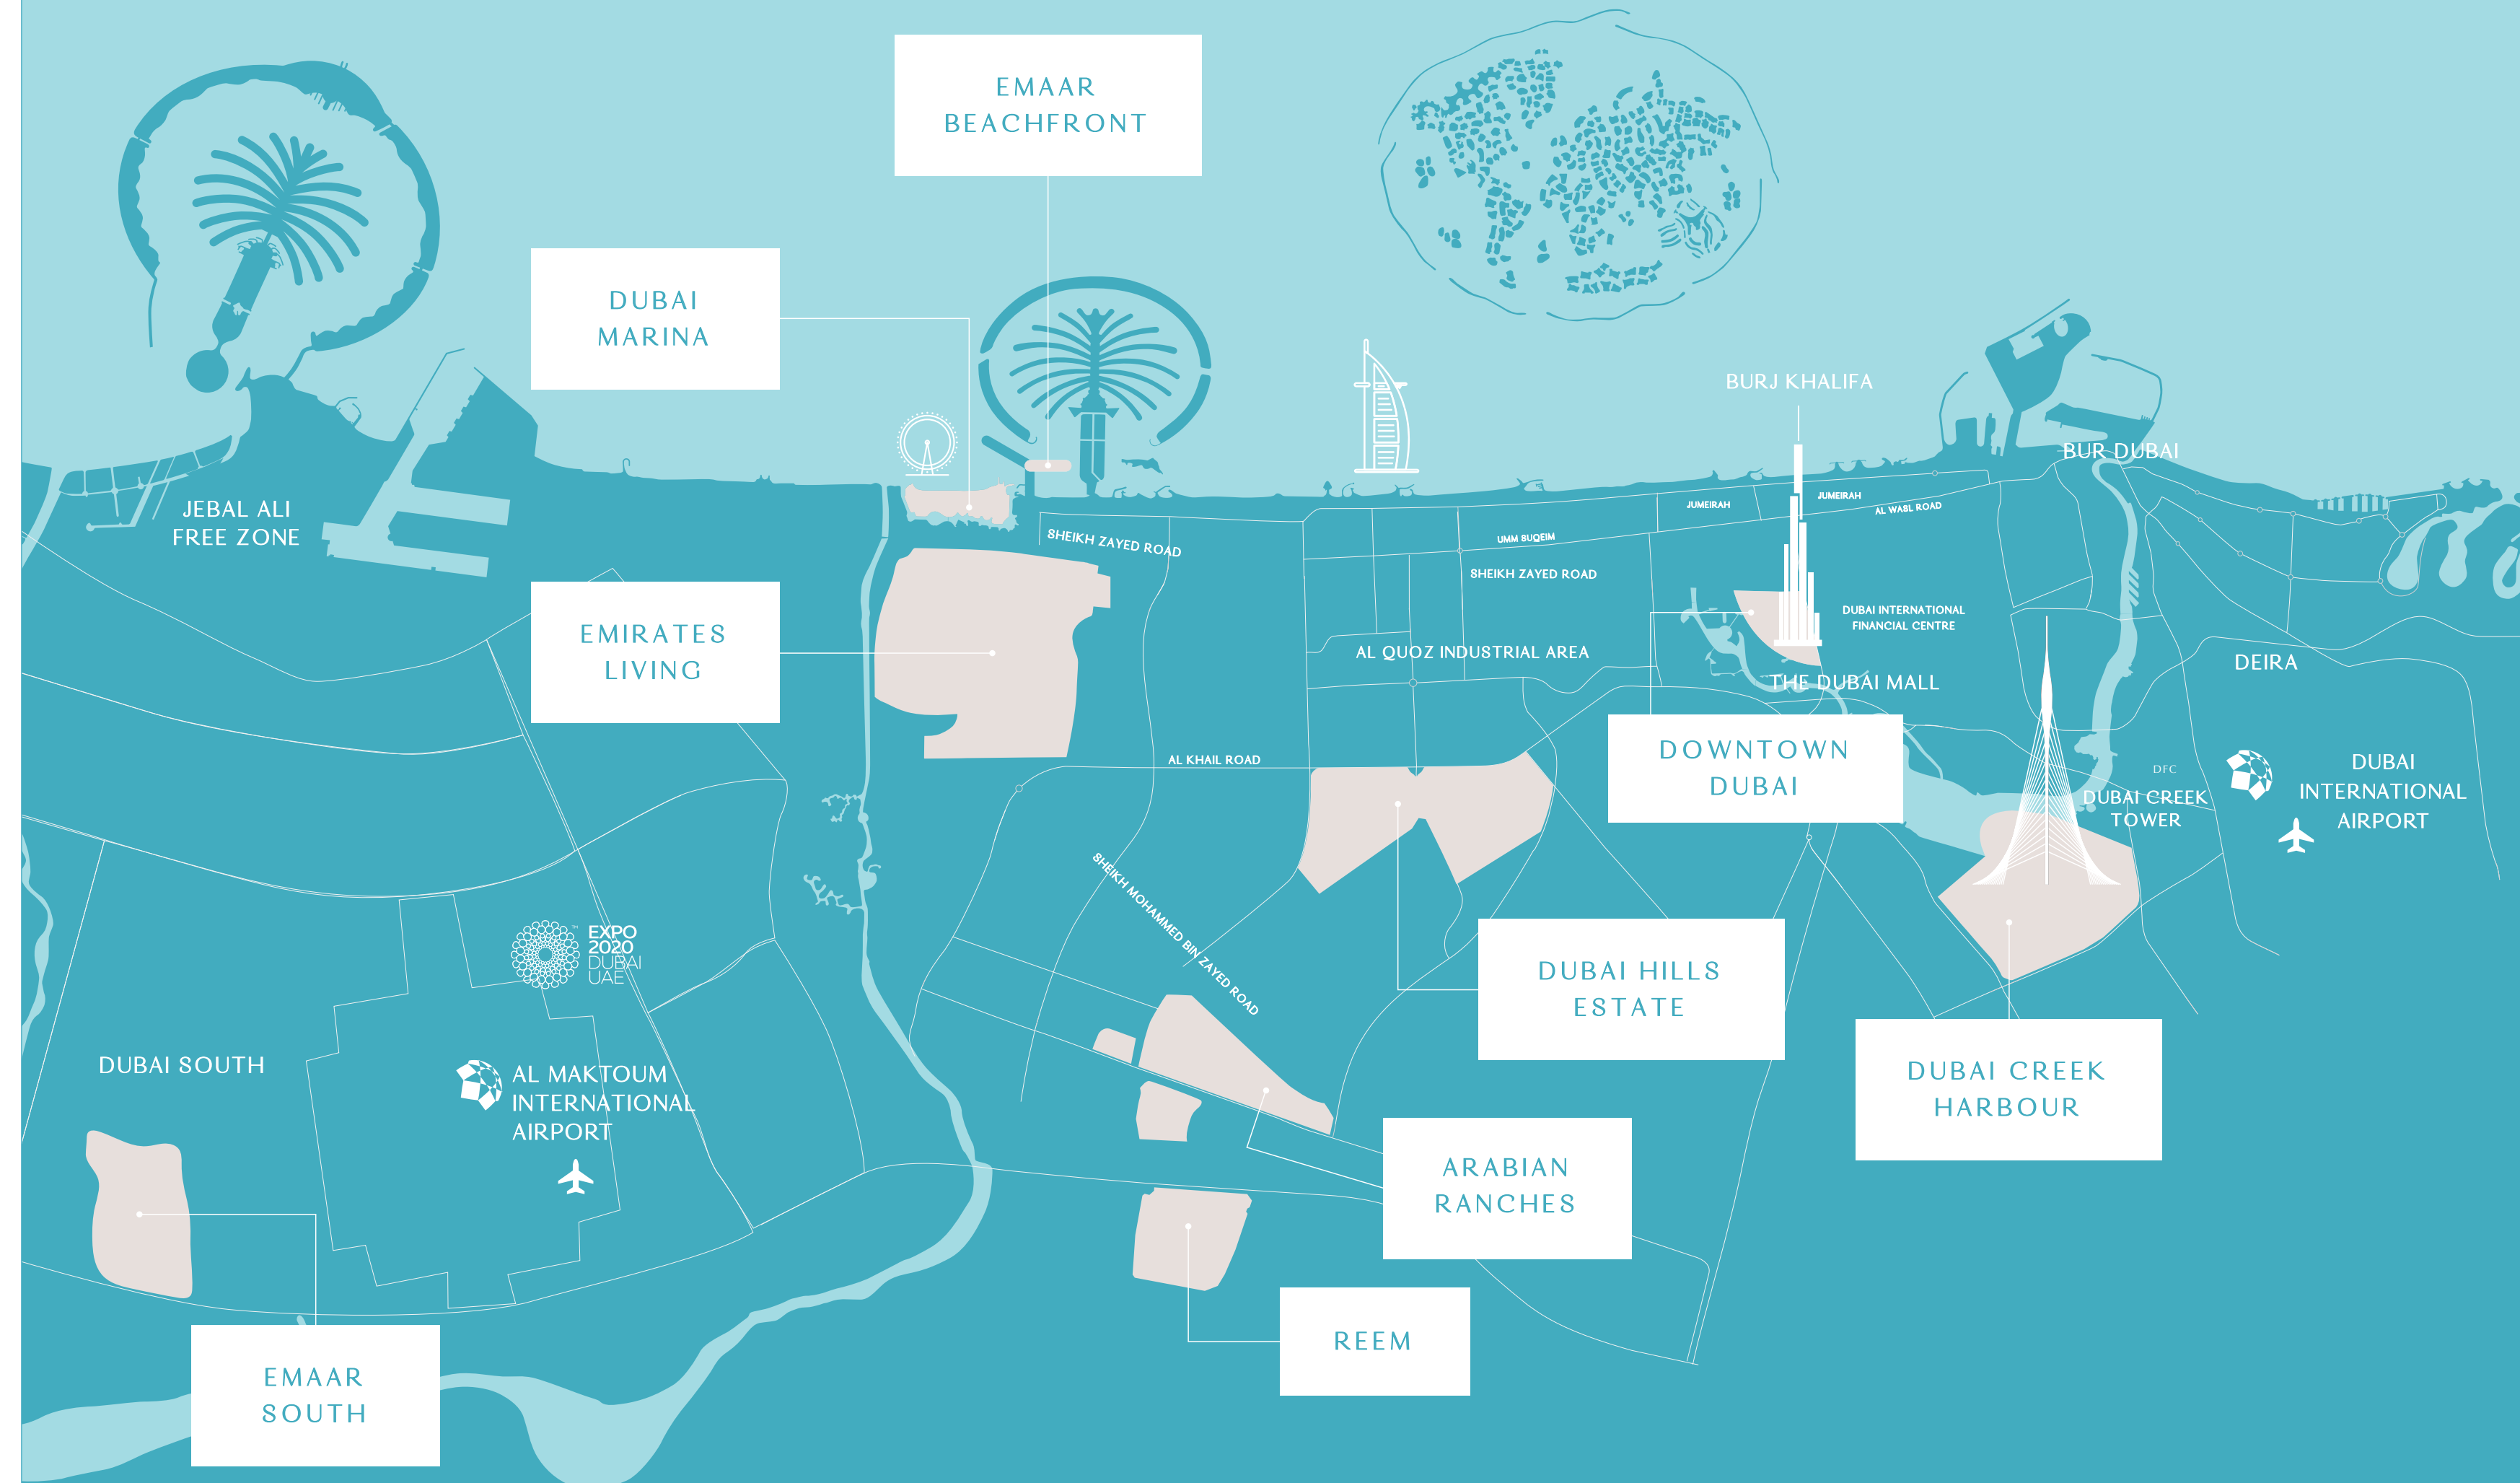 EMAAR
BEACHFRONT
DUBAI
MARINA
BURJ KHALIFA
BUR DUBAI
JEBAL ALI
FREE ZONE
JUMEIRAH
JUMEIRAH
AL WASL ROAD
SHEIKH ZAYED ROAD
UMM SUQEIM
SHEIKH ZAYED ROAD
DUBAI INTERNATIONAL
FINANCIAL CENTRE
EMIRATES
LIVING
AL QUOZ INDUSTRIAL AREA
DEIRA
THE DUBAI MALL
DOWNTOWN
DUBAI
AL KHAIL ROAD
DFC
DUBAI CREEK
TOWER
DUBAI
INTERNATIONAL
AIRPORT
SHEIKH MOHAMMED BIN ZAYED ROAD
EXPO
2020
DUBAI
UAE
TM
DUBAI HILLS
ESTATE
DUBAI SOUTH
AL MAKTOUM
INTERNATIONAL
AIRPORT
DUBAI CREEK
HARBOUR
ARABIAN
RANCHES
REEM
EMAAR
SOUTH